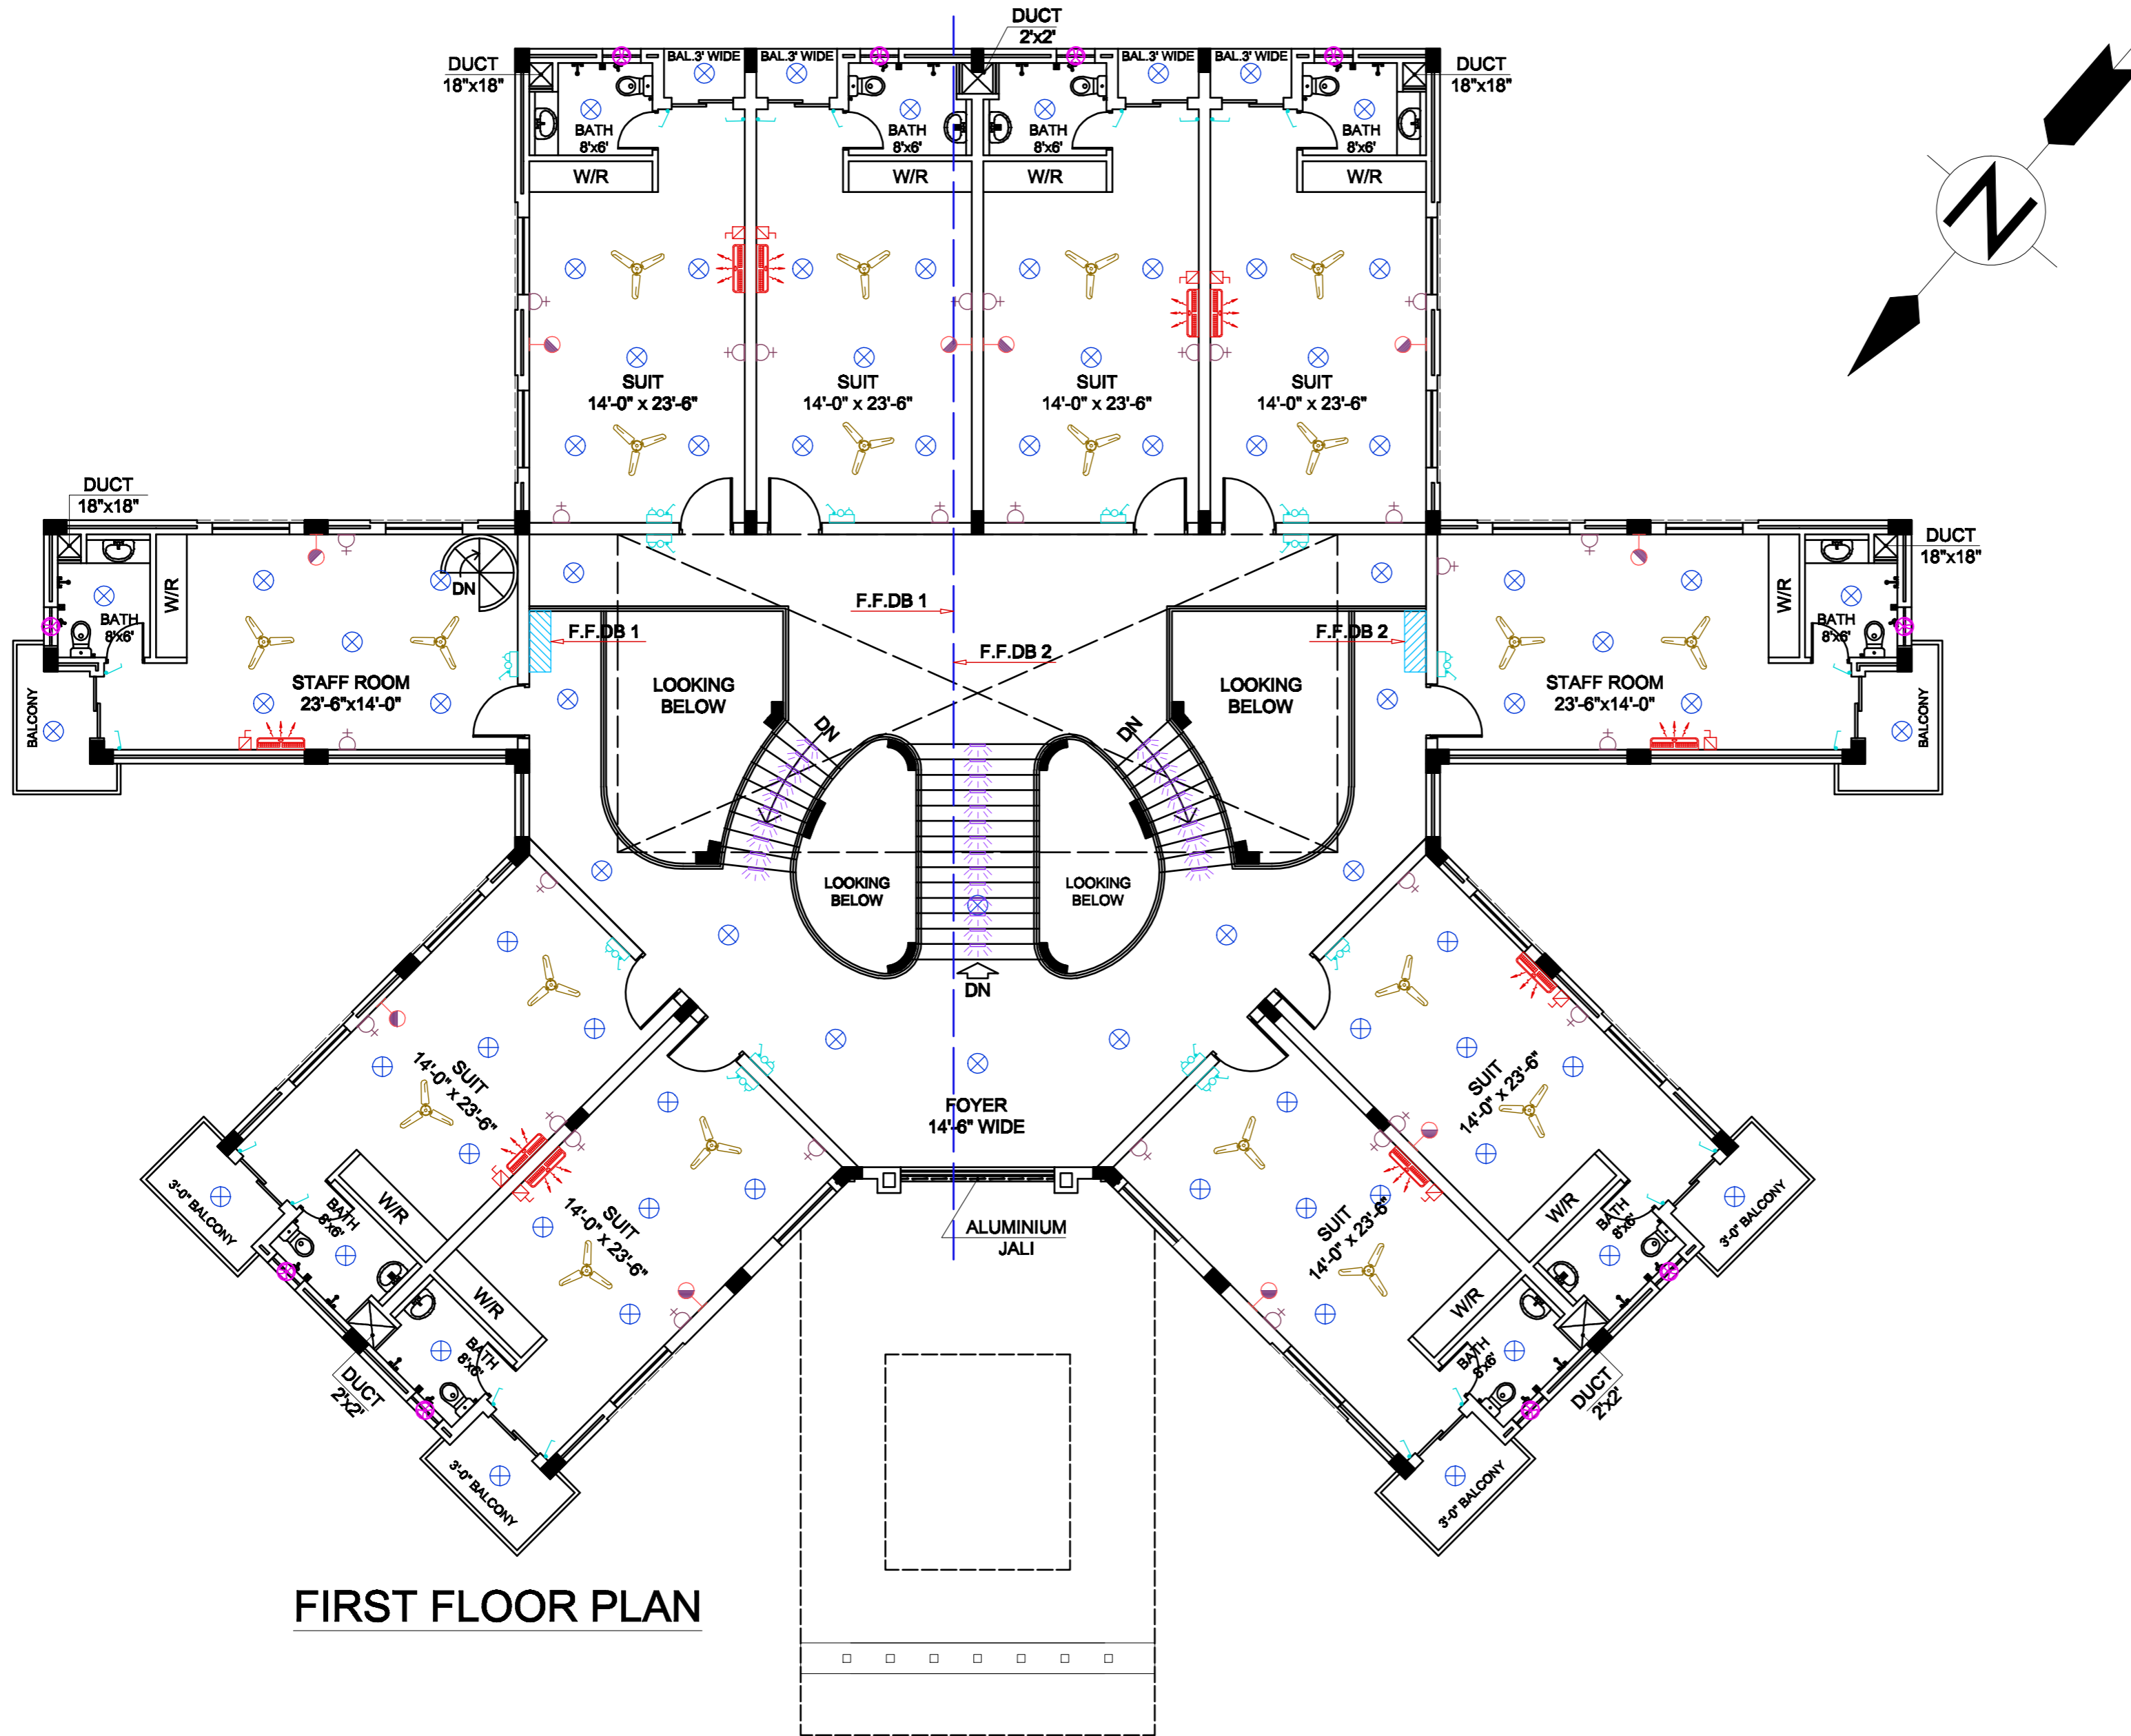 DUCT
2'x2'
DUCT
18"x18"
BAL.3' WIDE
BAL.3' WIDE
BAL.3' WIDE
BAL.3' WIDE
DUCT
18"x18"
BATH
8'x6'
BATH
8'x6'
BATH
8'x6'
BATH
8'x6'
W/R
W/R
W/R
W/R
N
SUIT
14'-0" x 23'-6"
SUIT
14'-0" x 23'-6"
SUIT
14'-0" x 23'-6"
SUIT
14'-0" x 23'-6"
DUCT
18"x18"
DUCT
18"x18"
W/R
DN
BATH
8'x6'
F.F.DB 1
F.F.DB 1
F.F.DB 2
F.F.DB 2
W/R
BATH
8'x6'
STAFF ROOM
23'-6"x14'-0"
BALCONY
LOOKING
BELOW
LOOKING
BELOW
STAFF ROOM
23'-6"x14'-0"
BALCONY
DN
DN
LOOKING
BELOW
LOOKING
BELOW
DN
SUIT
14'-0" x 23'-6"
SUIT
14'-0" x 23'-6"
FOYER
14'-6" WIDE
3'-0" BALCONY
BATH
8'x6'
W/R
SUIT
14'-0" x 23'-6"
ALUMINIUM
JALI
SUIT
14'-0" x 23'-6"
W/R
BATH
8'x6'
3'-0" BALCONY
W/R
BATH
8'x6'
DUCT
2'x2'
3'-0" BALCONY
W/R
BATH
8'x6'
DUCT
2'x2'
3'-0" BALCONY
FIRST FLOOR PLAN